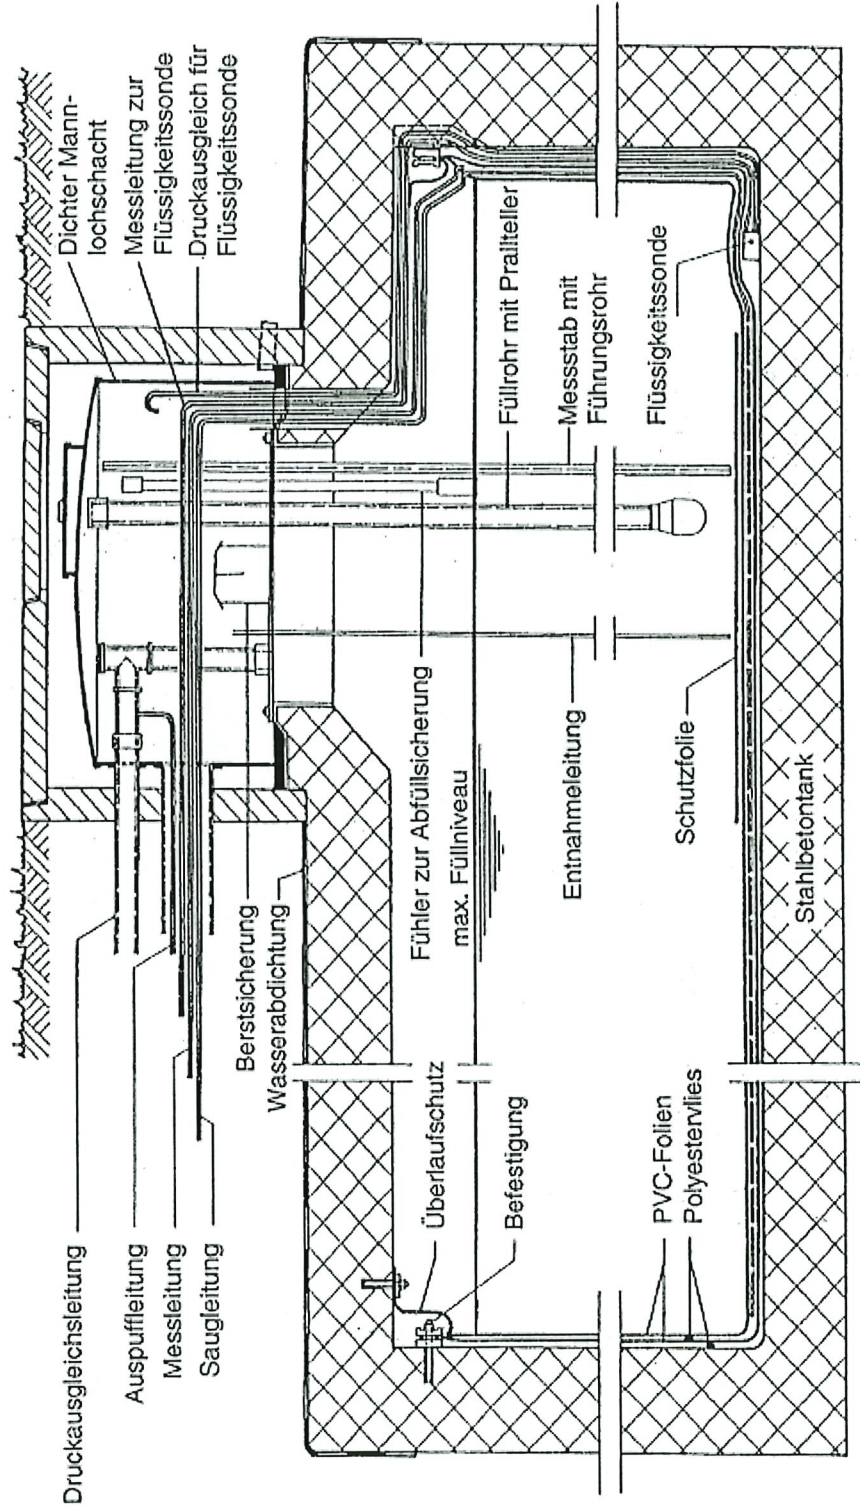 Dichter Mann-
lochschacht
Messleitung zur
Flüssigkeitssonde
Druckausgleich für
Flüssigkeitssonde
Druckausgleichsleitung
Auspuffleitung
Messleitung
Saugleitung
Berstsicherung
Wasserabdichtung
Fühler zur Abfüllsicherung
max. Füllniveau
Füllrohr mit Prallteller
Messstab mit
Führungsrohr
Flüssigkeitssonde
Entnahmeleitung
Schutzfolie
Überlaufschutz
Befestigung
PVC-Folien
Polyestervlies
Stahlbetontank